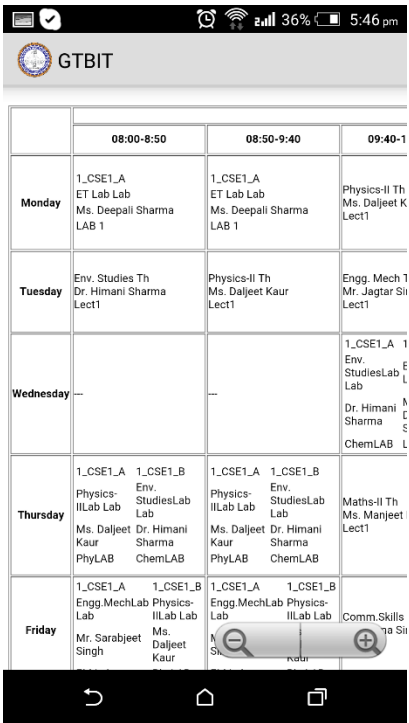 36% 5:46 pm
GTBIT
08:00-8:50 08:50-9:40 09:40-1
Monday
1_CSE1_A
ET Lab Lab
Ms. Deepali Sharma
LAB 1
1_CSE1_A
ET Lab Lab
Ms. Deepali Sharma
LAB 1
Physics-II Th
Ms. Daljeet K
Lect1
Tuesday
Env. Studies Th
Dr. Himani Sharma
Lect1
Physics-II Th
Ms. Daljeet Kaur
Lect1
Engg. Mech T
Mr. Jagtar Si
Lect1
Wednesday
---
---
1_CSE1_A 1
Env.
StudiesLab
Lab
Dr. Himani
Sharma
ChemLAB L
Thursday
1_CSE1_A
Physics-
IILab Lab
Ms. Daljeet
Kaur
PhyLAB
1_CSE1_B
Env.
StudiesLab
Lab
Dr. Himani
Sharma
ChemLAB
1_CSE1_A
Physics-
IILab Lab
Ms. Daljeet
Kaur
PhyLAB
1_CSE1_B
Env.
StudiesLab
Lab
Dr. Himani
Sharma
ChemLAB
Maths-II Th
Ms. Manjeet
Lect1
Friday
1_CSE1_A
Engg.MechLab
Lab
Mr. Sarabjeet
Singh
1_CSE1_B
Physics-
IILab Lab
Ms.
Daljeet
Kaur
1_CSE1_A
Engg.MechLab
Lab
1_CSE1_B
Physics-
IILab Lab
Kaur
Comm.Skills